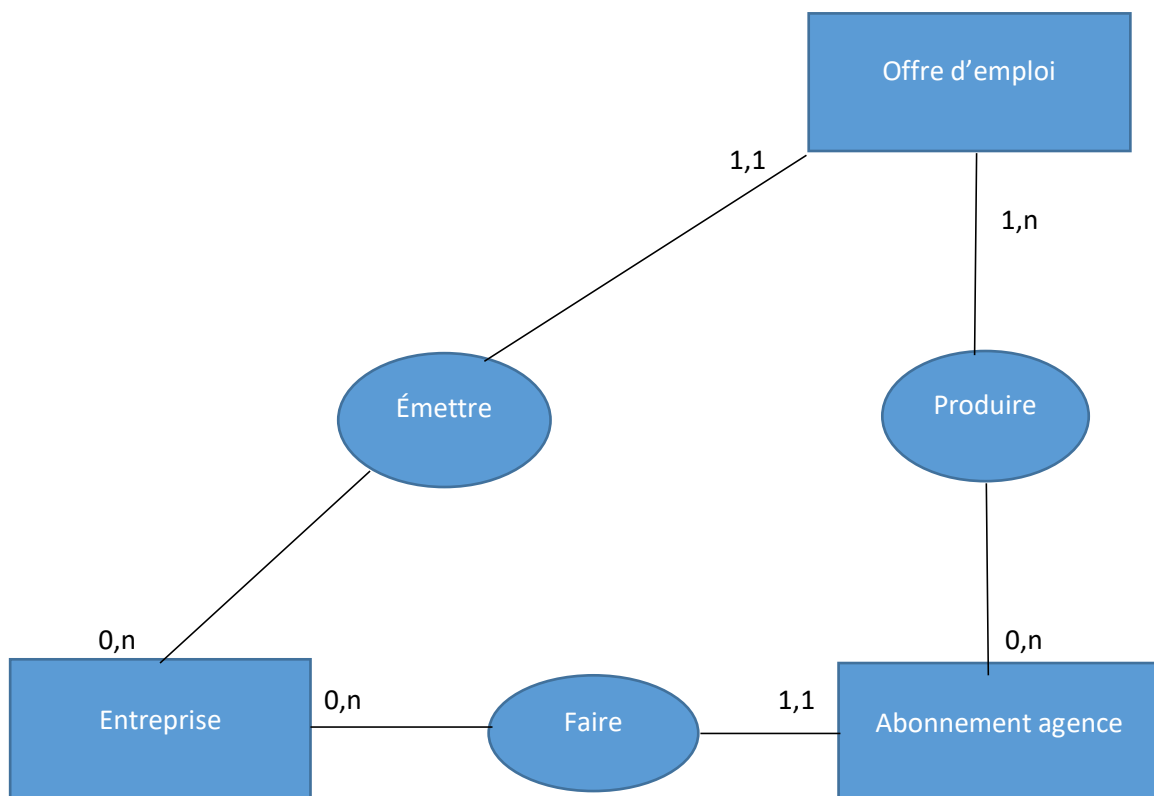 Offre d’emploi
1,1
1,n
Émettre
Produire
0,n
0,n
0,n
1,1
Entreprise
Faire
Abonnement agence